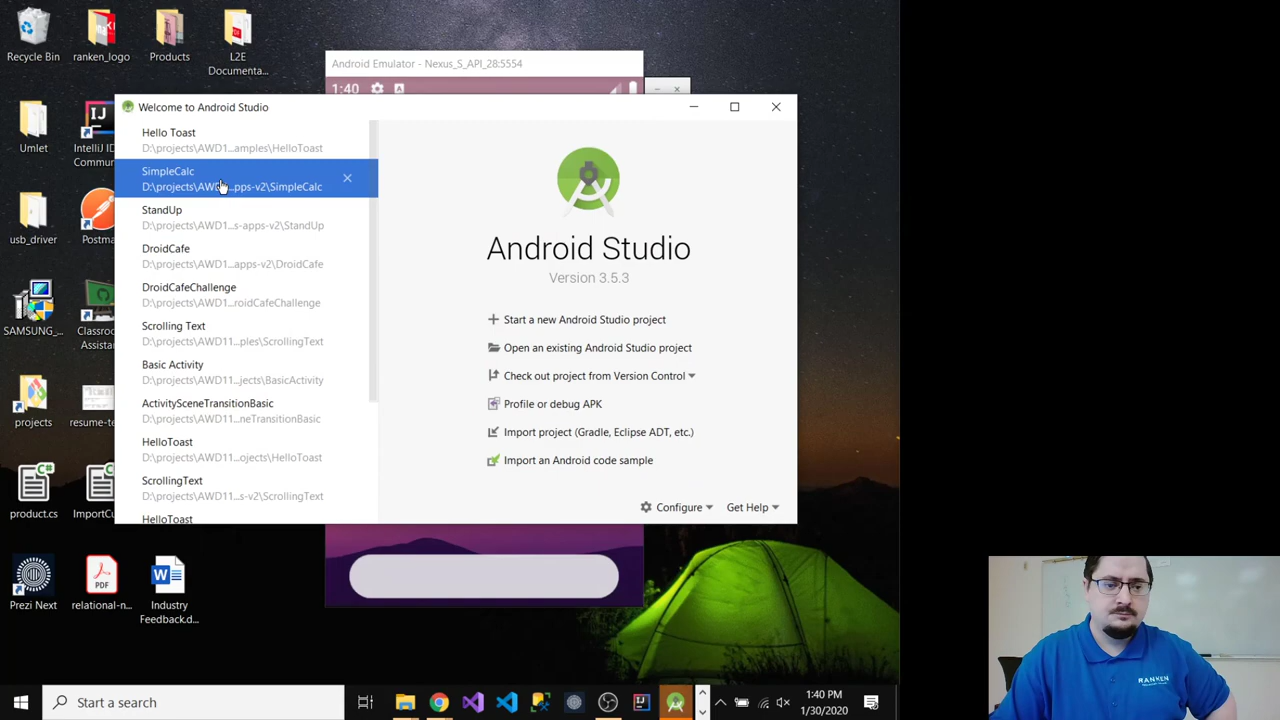 Recycle Bin
ranken_logo
Products
L2E
Documenta...
Umlet
IntelliJ ID
Commun
usb_driver
Postma
SAMSUNG_...
Classroo
Assistan
projects
resume-te
product.cs
ImportCu
Prezi Next
relational-n...
Industry
Feedback.d...
Android Emulator - Nexus_S_API_28:5554
1:40
Welcome to Android Studio
Hello Toast
D:\projects\AWD1...amples\HelloToast
SimpleCalc
D:\projects\AWD1...pps-v2\SimpleCalc
StandUp
D:\projects\AWD1...s-apps-v2\StandUp
DroidCafe
D:\projects\AWD1...apps-v2\DroidCafe
DroidCafeChallenge
D:\projects\AWD1...roidCafeChallenge
Scrolling Text
D:\projects\AWD11...ples\ScrollingText
Basic Activity
D:\projects\AWD11...jects\BasicActivity
ActivitySceneTransitionBasic
D:\projects\AWD11...neTransitionBasic
HelloToast
D:\projects\AWD11...ojects\HelloToast
ScrollingText
D:\projects\AWD11...s-v2\ScrollingText
HelloToast
Android Studio
Version 3.5.3
Start a new Android Studio project
Open an existing Android Studio project
Check out project from Version Control
Profile or debug APK
Import project (Gradle, Eclipse ADT, etc.)
Import an Android code sample
Configure
Get Help
Start a search
1:40 PM
1/30/2020
RANKEN